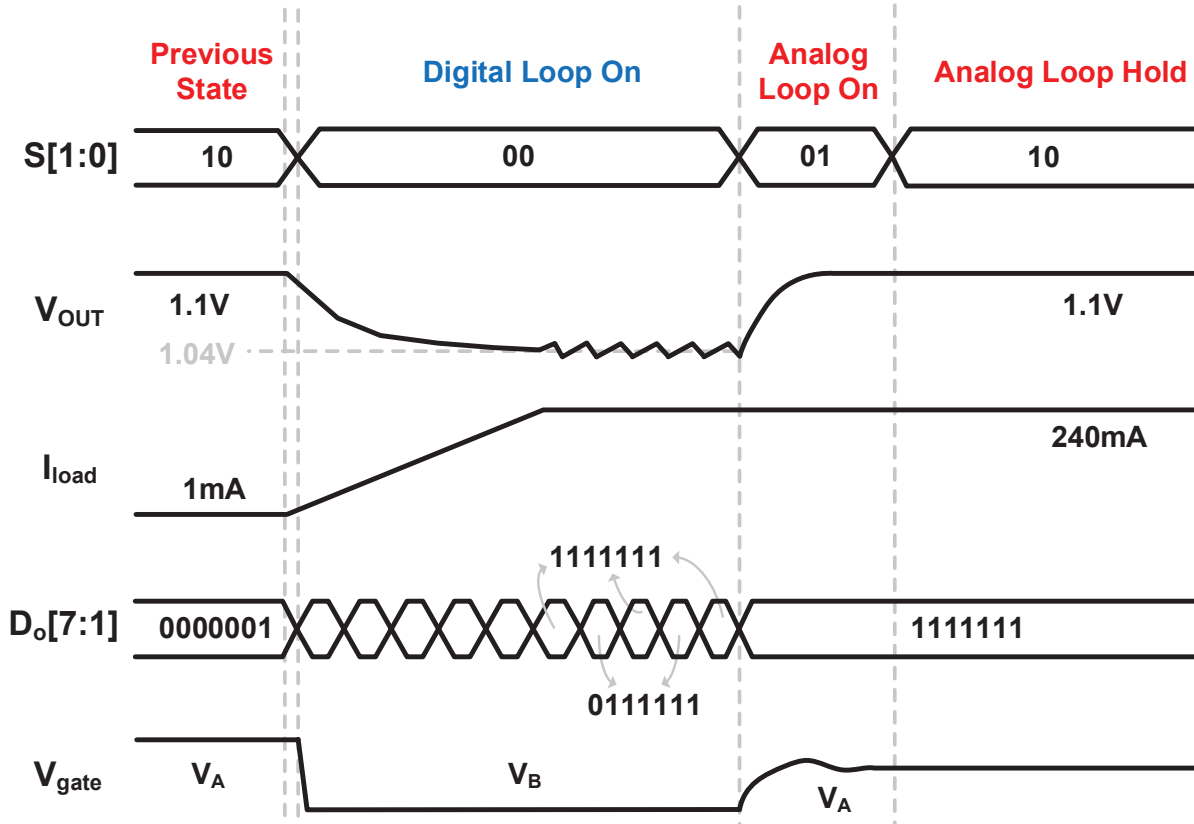 Previous
State
Digital Loop On
Analog
Loop On
Analog Loop Hold
S[1:0]
10
00
01
10
VOUT
1.1V
1.04V
1.1V
Iload
1mA
240mA
1111111
Do[7:1]
0000001
1111111
0111111
Vgate
VA
VB
VA